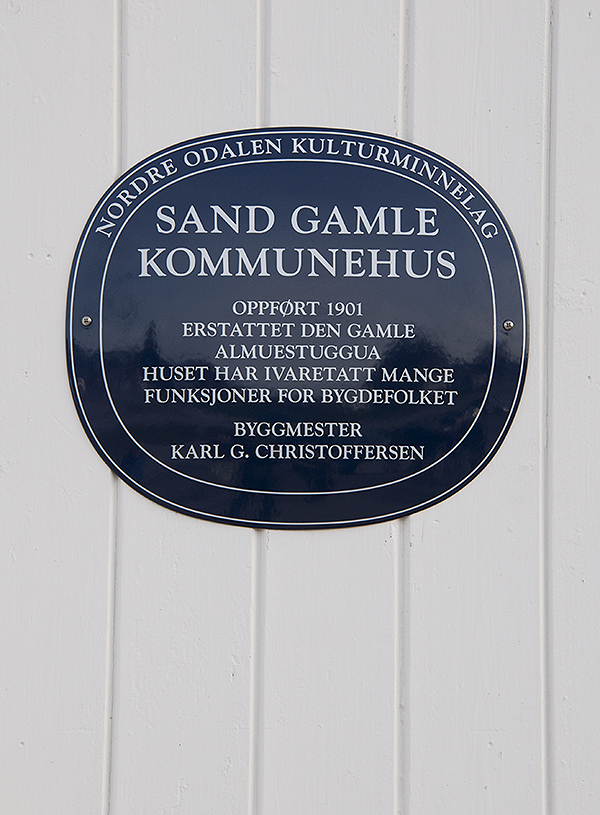 NORDRE ODALEN KULTURMINNELAG
SAND GAMLE
KOMMUNEHUS
OPPFØRT 1901
ERSTATTET DEN GAMLE
ALMUESTUGGUA
HUSET HAR IVARETATT MANGE
FUNKSJONER FOR BYGDEFOLKET
BYGGMESTER
KARL G. CHRISTOFFERSEN